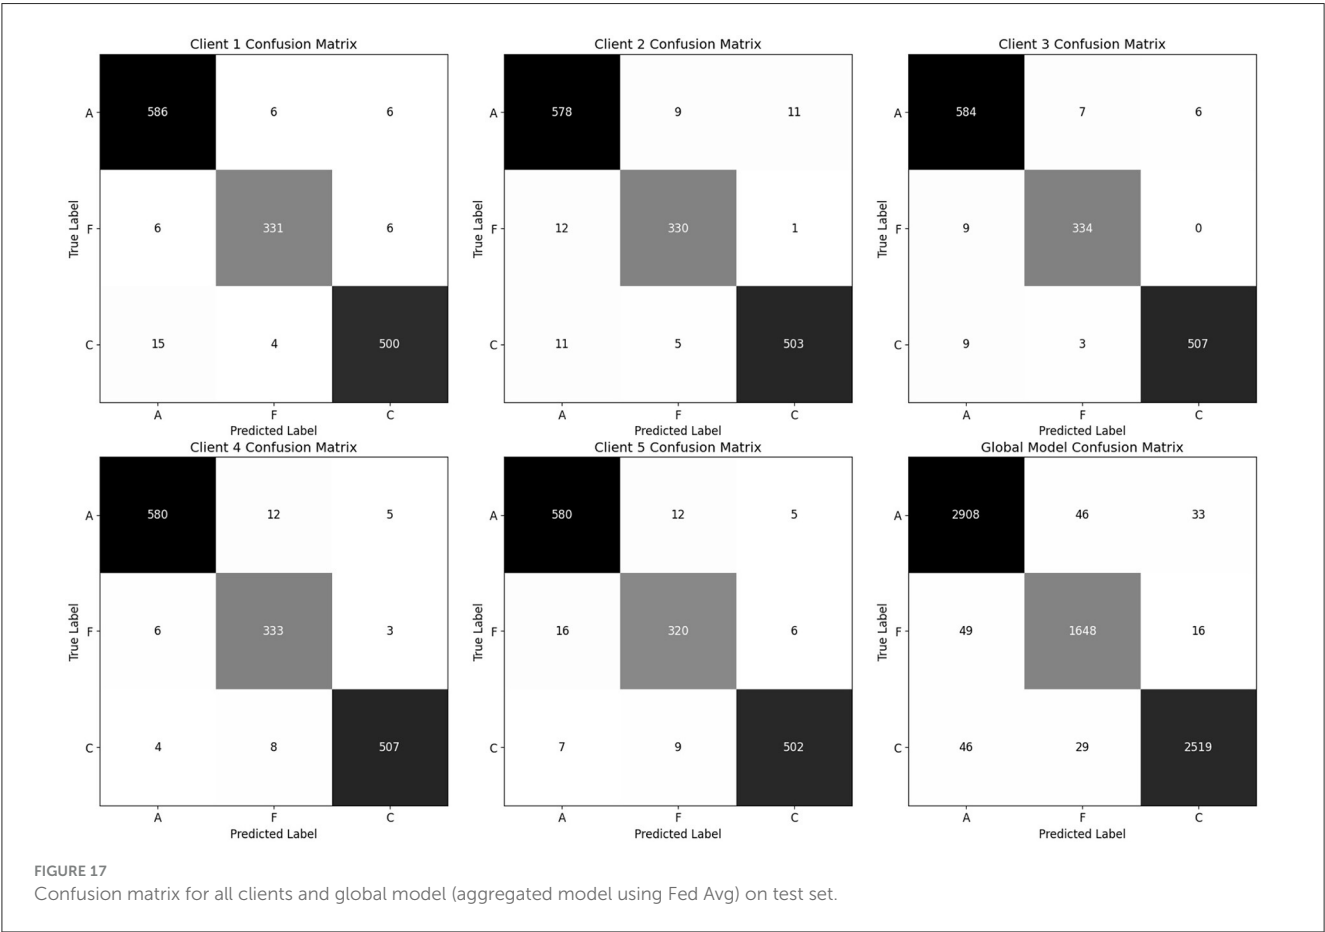 Client 1 Confusion Matrix
Client 2 Confusion Matrix
Client 3 Confusion Matrix
A
586 6 6
F
6 331 6
C
15 4 500
True Label
A F C
Predicted Label
A
578 9 11
F
12 330 1
C
11 5 503
True Label
A F C
Predicted Label
A
584 7 6
F
9 334 0
C
9 3 507
True Label
A F C
Predicted Label
Client 4 Confusion Matrix
Client 5 Confusion Matrix
Global Model Confusion Matrix
A
580 12 5
F
6 333 3
C
4 8 507
True Label
A F C
Predicted Label
A
580 12 5
F
16 320 6
C
7 9 502
True Label
A F C
Predicted Label
A
2908 46 33
F
49 1648 16
C
46 29 2519
True Label
A F C
Predicted Label
FIGURE 17
Confusion matrix for all clients and global model (aggregated model using Fed Avg) on test set.